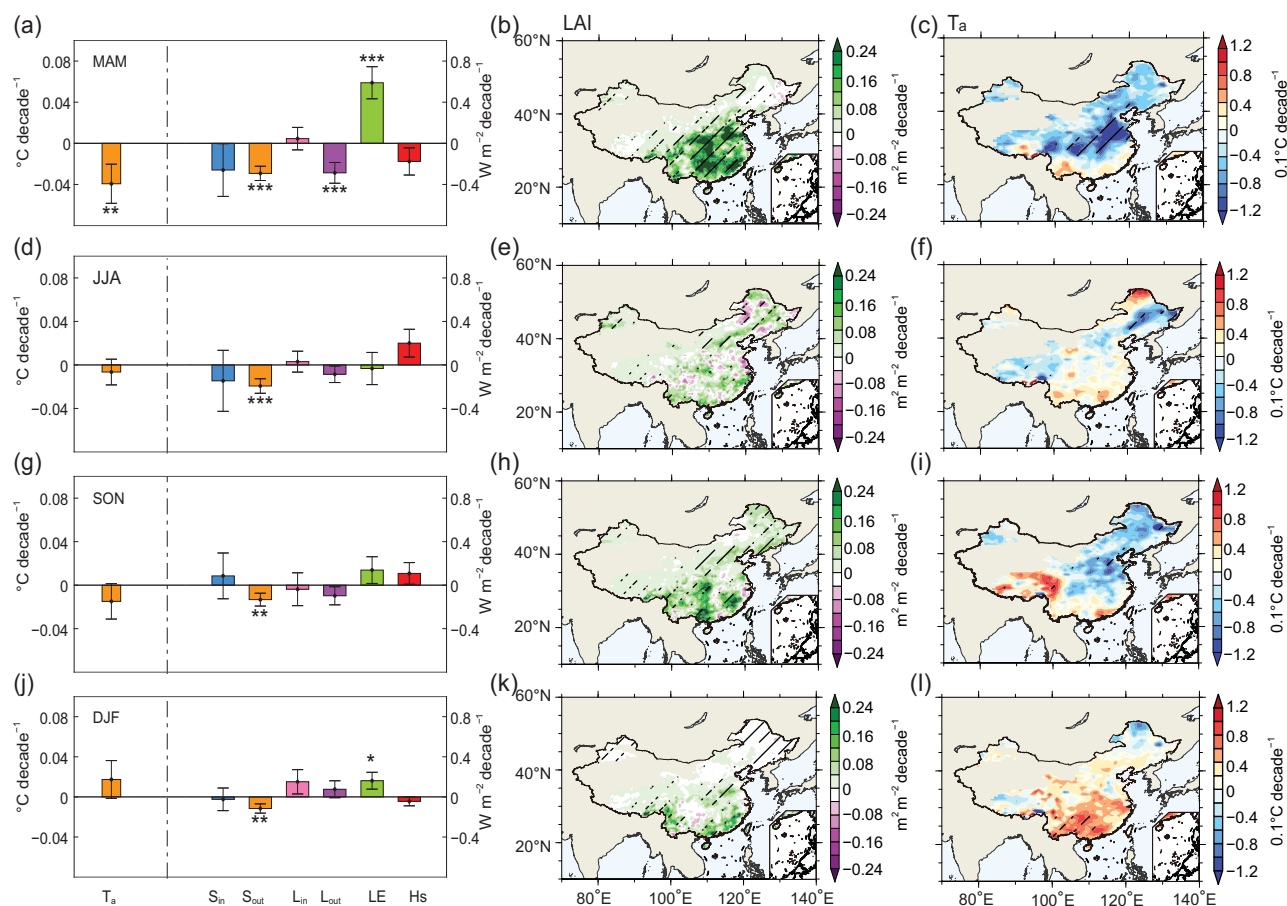 (a)
MAM
0.08
0.04
0
−0.04
°C decade⁻¹
0.8
0.4
0
−0.4
W m⁻² decade⁻¹
**
***
***
***
(b)
LAI
60°N
40°N
20°N
0.24
0.16
0.08
0
−0.08
−0.16
−0.24
m² m⁻² decade⁻¹
(c)
Tₐ
1.2
0.8
0.4
0
−0.4
−0.8
−1.2
0.1°C decade⁻¹
(d)
JJA
0.08
0.04
0
−0.04
°C decade⁻¹
0.8
0.4
0
−0.4
W m⁻² decade⁻¹
***
(e)
60°N
40°N
20°N
0.24
0.16
0.08
0
−0.08
−0.16
−0.24
m² m⁻² decade⁻¹
(f)
1.2
0.8
0.4
0
−0.4
−0.8
−1.2
0.1°C decade⁻¹
(g)
SON
0.08
0.04
0
−0.04
°C decade⁻¹
0.8
0.4
0
−0.4
W m⁻² decade⁻¹
**
(h)
60°N
40°N
20°N
0.24
0.16
0.08
0
−0.08
−0.16
−0.24
m² m⁻² decade⁻¹
(i)
1.2
0.8
0.4
0
−0.4
−0.8
−1.2
0.1°C decade⁻¹
(j)
DJF
0.08
0.04
0
−0.04
°C decade⁻¹
0.8
0.4
0
−0.4
W m⁻² decade⁻¹
**
*
Tₐ Sᵢₙ Sₒᵤₜ Lᵢₙ Lₒᵤₜ LE Hs
(k)
60°N
40°N
20°N
80°E 100°E 120°E 140°E
0.24
0.16
0.08
0
−0.08
−0.16
−0.24
m² m⁻² decade⁻¹
(l)
80°E 100°E 120°E 140°E
1.2
0.8
0.4
0
−0.4
−0.8
−1.2
0.1°C decade⁻¹